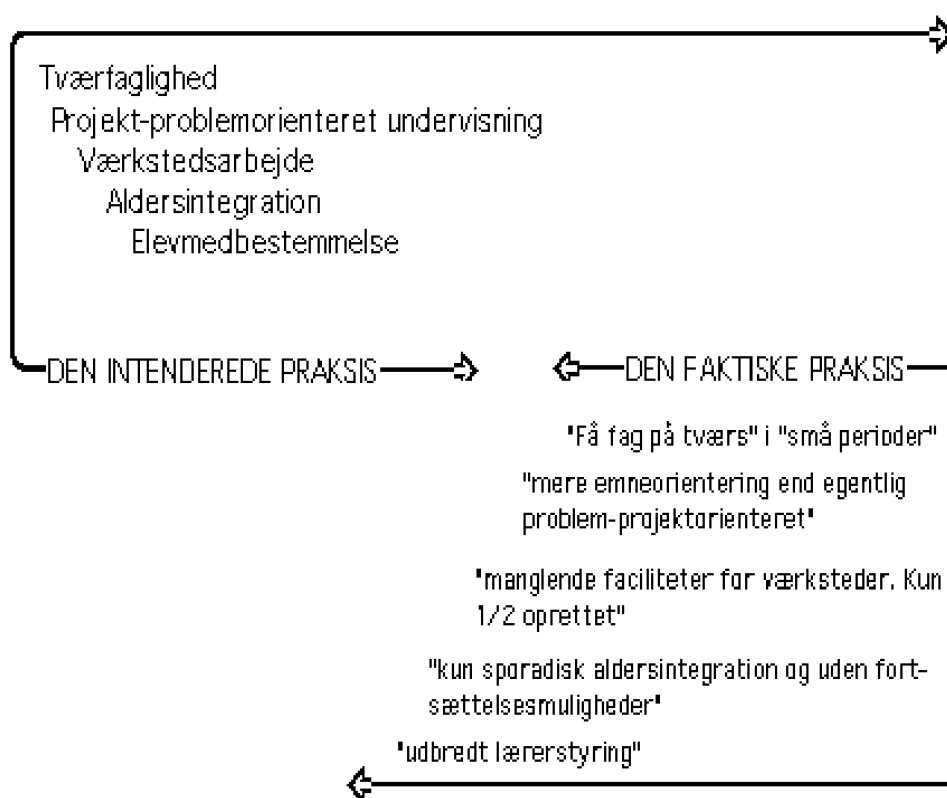 Tværfaglighed
Projekt-problemorienteret undervisning
Værkstedsarbejde
Aldersintegration
Elevmedbestemmelse
DEN INTENDEREDE PRAKSIS
DEN FAKTISKE PRAKSIS
"Få fag på tværs" i "små perioder"
"mere emneorientering end egentlig
problem-projektorienteret"
"manglende faciliteter for værksteder. Kun
1/2 oprettet"
"kun sporadisk aldersintegration og uden fort-
sættelsesmuligheder"
"udbredt lærerstyring"